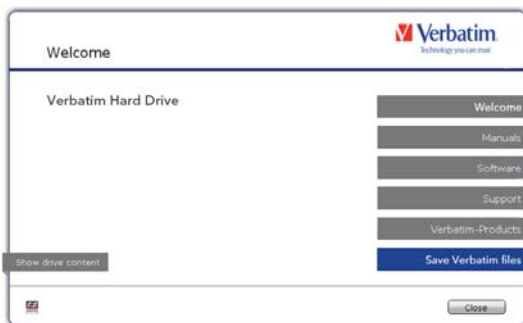 Welcome
Verbatim
Technology you can trust
Verbatim Hard Drive
Welcome
Manuals
Software
Support
Verbatim-Products
Save Verbatim files
Show drive content
Close